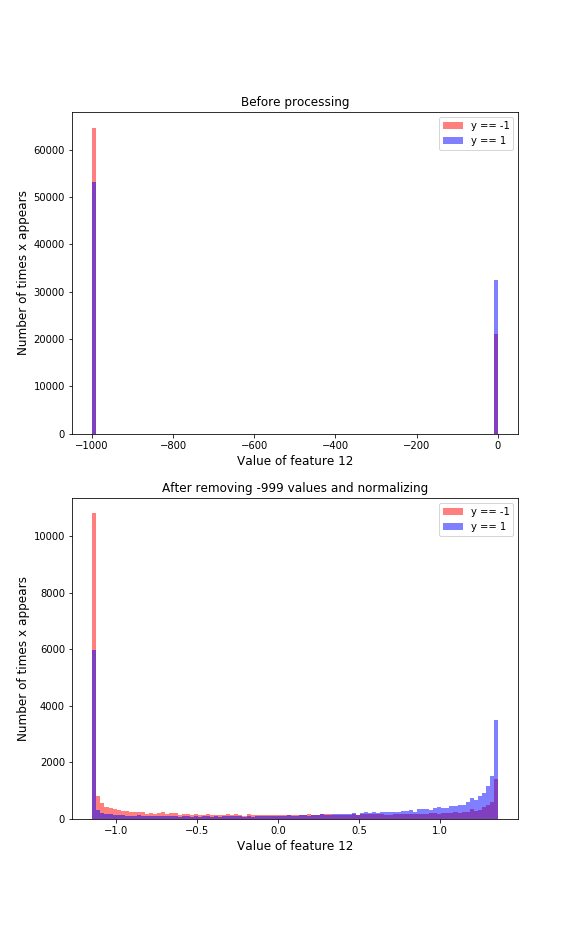 Before processing
y == -1
y == 1
Number of times x appears
60000
50000
40000
30000
20000
10000
0
−1000 −800 −600 −400 −200 0
Value of feature 12
After removing -999 values and normalizing
y == -1
y == 1
Number of times x appears
10000
8000
6000
4000
2000
0
−1.0 −0.5 0.0 0.5 1.0
Value of feature 12